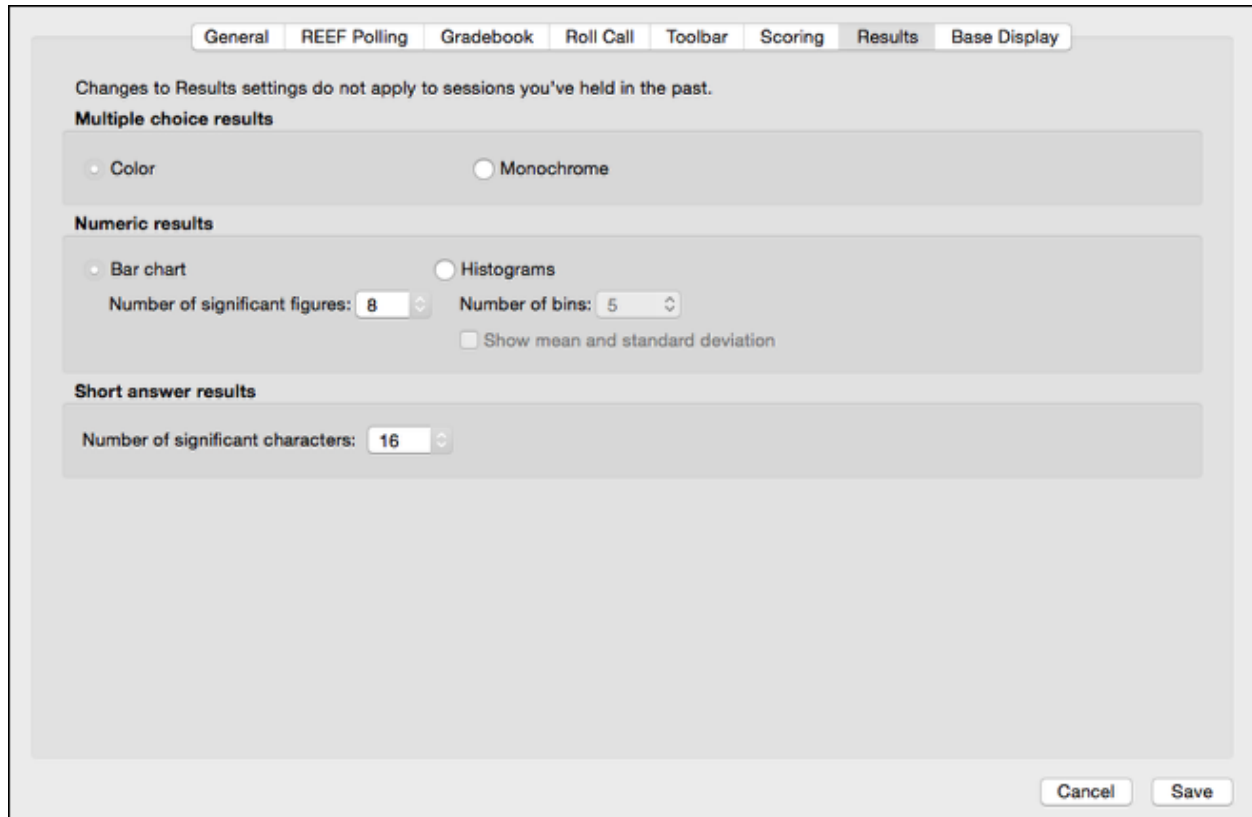 General REEF Polling Gradebook Roll Call Toolbar Scoring Results Base Display
Changes to Results settings do not apply to sessions you've held in the past.
Multiple choice results
Color Monochrome
Numeric results
Bar chart Histograms
Number of significant figures: 8 Number of bins: 5
Show mean and standard deviation
Short answer results
Number of significant characters: 16
Cancel Save